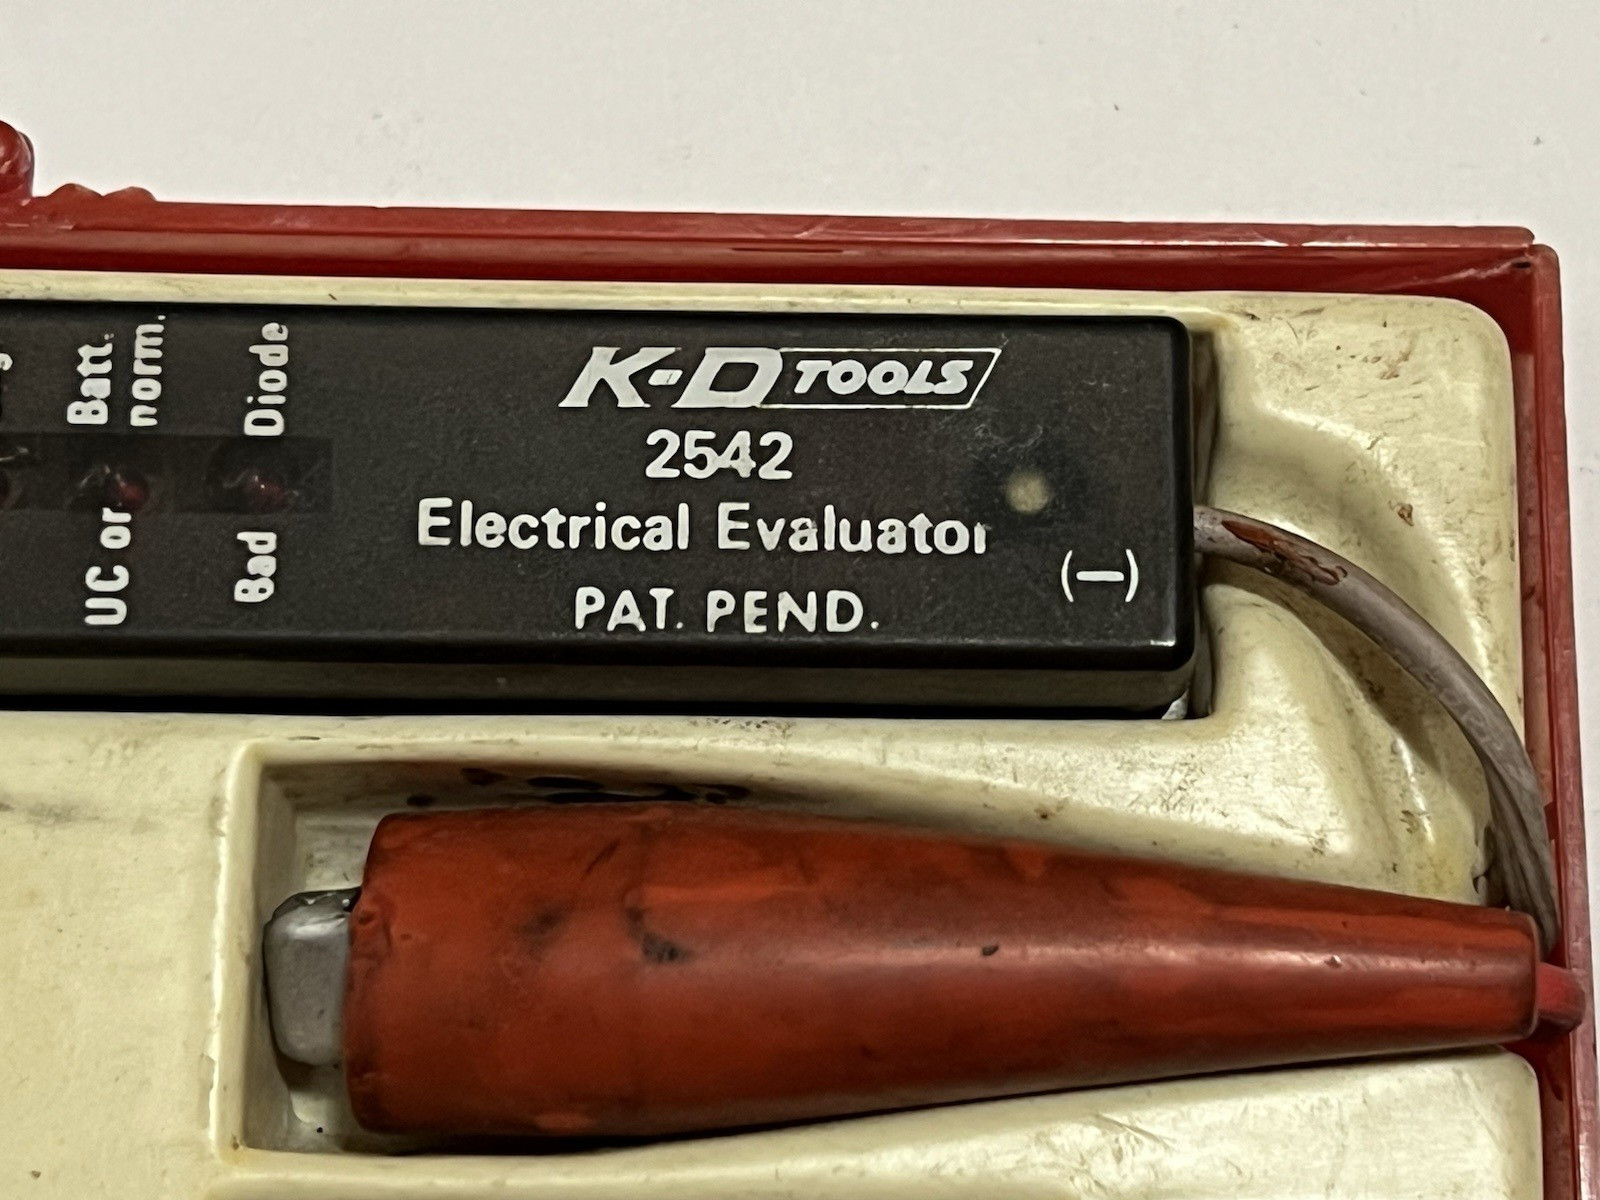 Batt.
norm.
Diode
UC or
Bad
K-D TOOLS
2542
Electrical Evaluator
PAT. PEND.
(-)